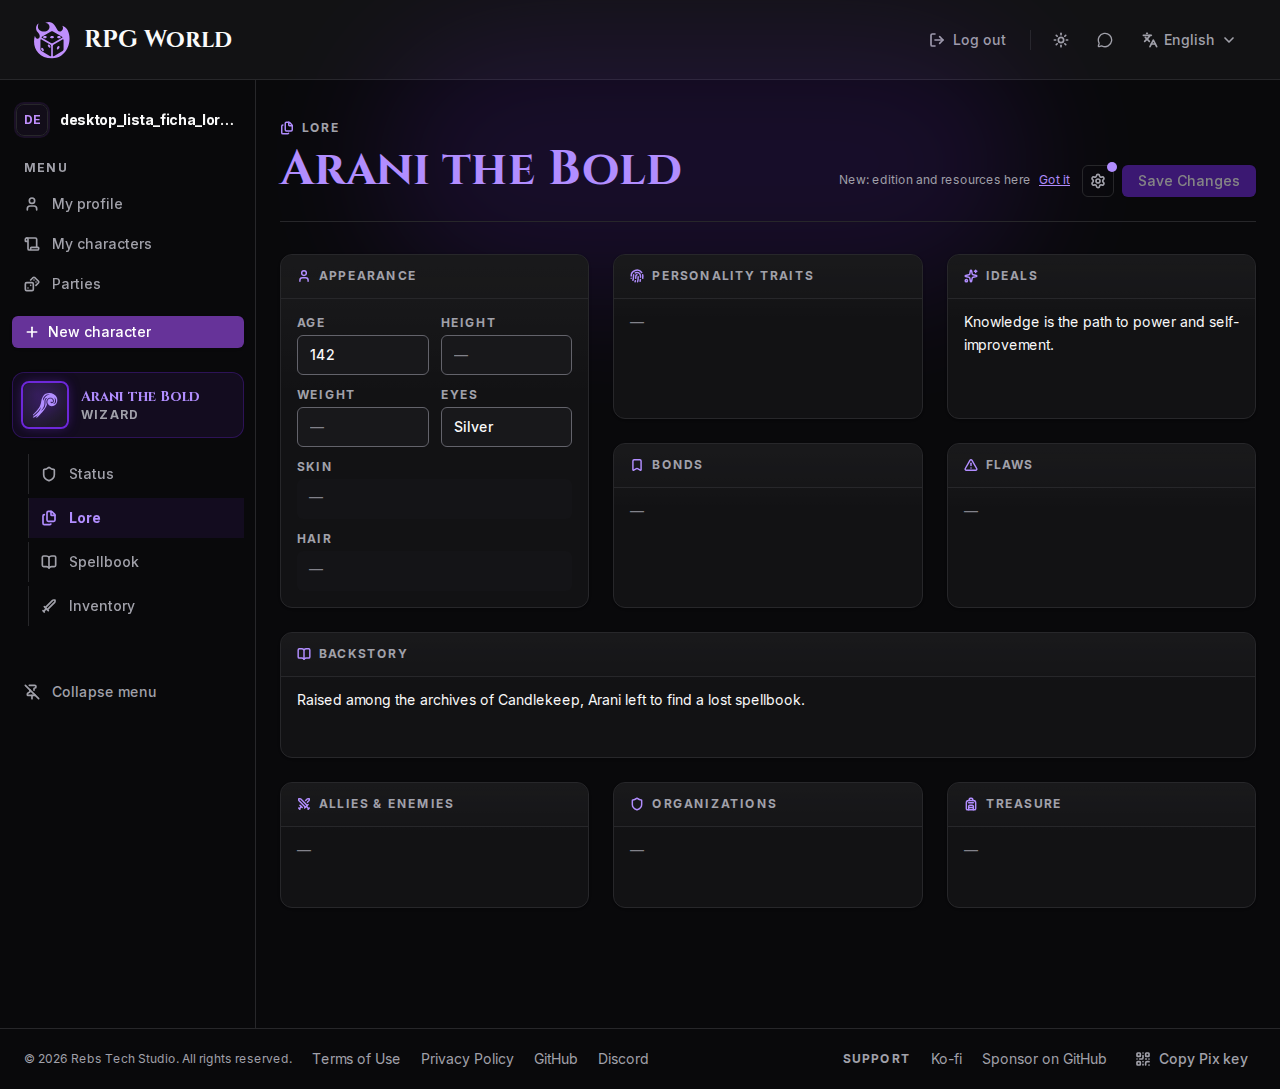 RPG World
Log out
English
DE
desktop_lista_ficha_lor...
MENU
My profile
My characters
Parties
New character
Arani the Bold
WIZARD
Status
Lore
Spellbook
Inventory
Collapse menu
LORE
Arani the Bold
New: edition and resources here Got it
Save Changes
APPEARANCE
AGE HEIGHT
142 —
WEIGHT EYES
— Silver
SKIN
—
HAIR
—
PERSONALITY TRAITS
—
IDEALS
Knowledge is the path to power and self-
improvement.
BONDS
—
FLAWS
—
BACKSTORY
Raised among the archives of Candlekeep, Arani left to find a lost spellbook.
ALLIES & ENEMIES
—
ORGANIZATIONS
—
TREASURE
—
© 2026 Rebs Tech Studio. All rights reserved. Terms of Use Privacy Policy GitHub Discord
SUPPORT Ko-fi Sponsor on GitHub Copy Pix key